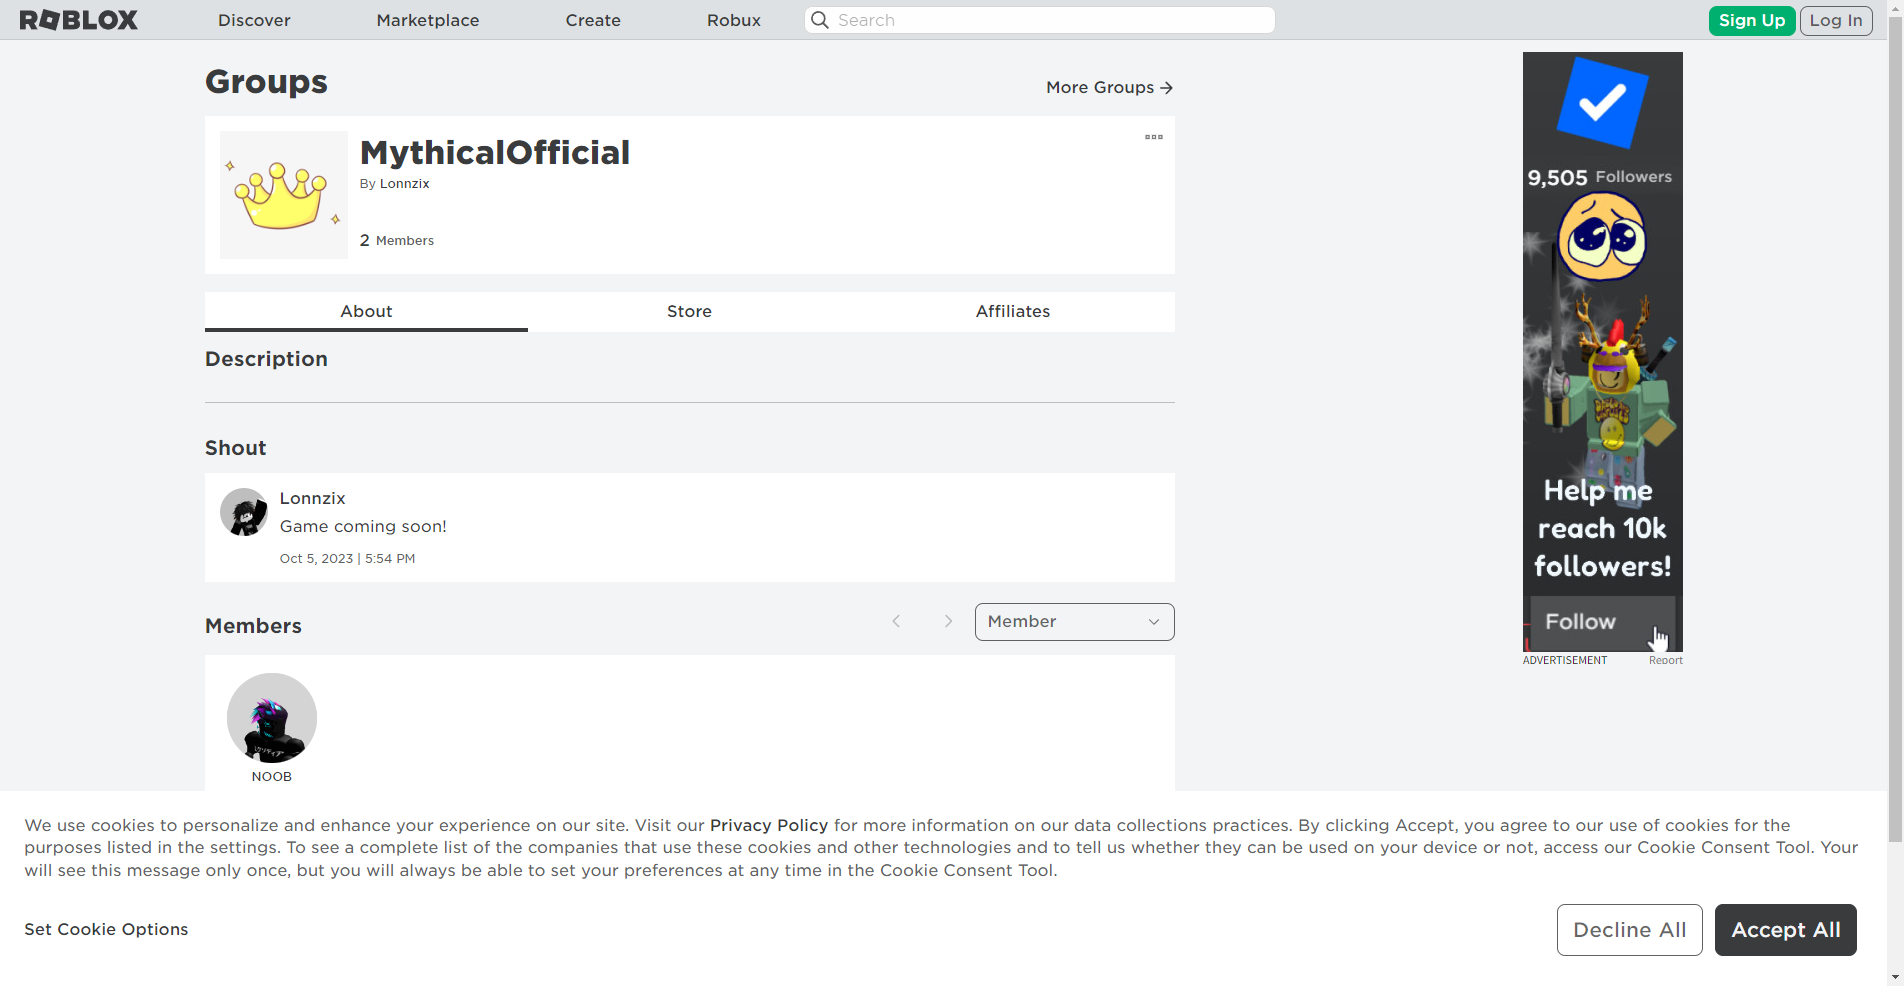 ROBLOX
Discover
Marketplace
Create
Robux
Search
Sign Up
Log In
Groups
More Groups
MythicalOfficial
By Lonnzix
2 Members
About
Store
Affiliates
Description
Shout
Lonnzix
Game coming soon!
Oct 5, 2023 | 5:54 PM
Members
Member
NOOB
9,505 Followers
Help me
reach 10k
followers!
Follow
ADVERTISEMENT
Report
We use cookies to personalize and enhance your experience on our site. Visit our Privacy Policy for more information on our data collections practices. By clicking Accept, you agree to our use of cookies for the
purposes listed in the settings. To see a complete list of the companies that use these cookies and other technologies and to tell us whether they can be used on your device or not, access our Cookie Consent Tool. Your
will see this message only once, but you will always be able to set your preferences at any time in the Cookie Consent Tool.
Set Cookie Options
Decline All
Accept All